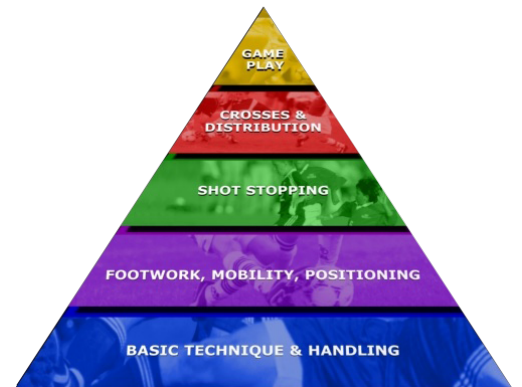 GAME
PLAY
CROSSES &
DISTRIBUTION
SHOT STOPPING
FOOTWORK, MOBILITY, POSITIONING
BASIC TECHNIQUE & HANDLING